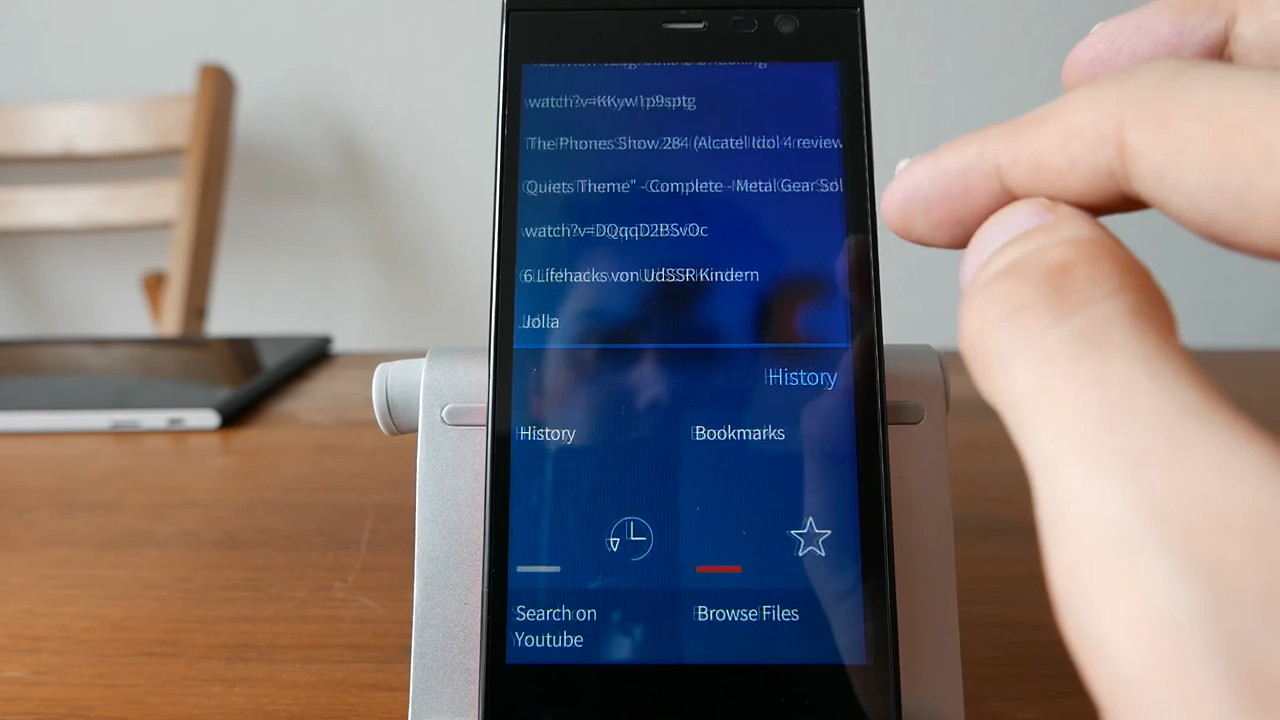 watch?v=KKyw1p9sptg
The Phones Show 284 (Alcatel Idol 4 review
Quiets Theme" - Complete - Metal Gear Sol
watch?v=DQqqD2BSvOc
6 Lifehacks von UdSSR Kindern
Jolla
History
History Bookmarks
Search on Browse Files
Youtube